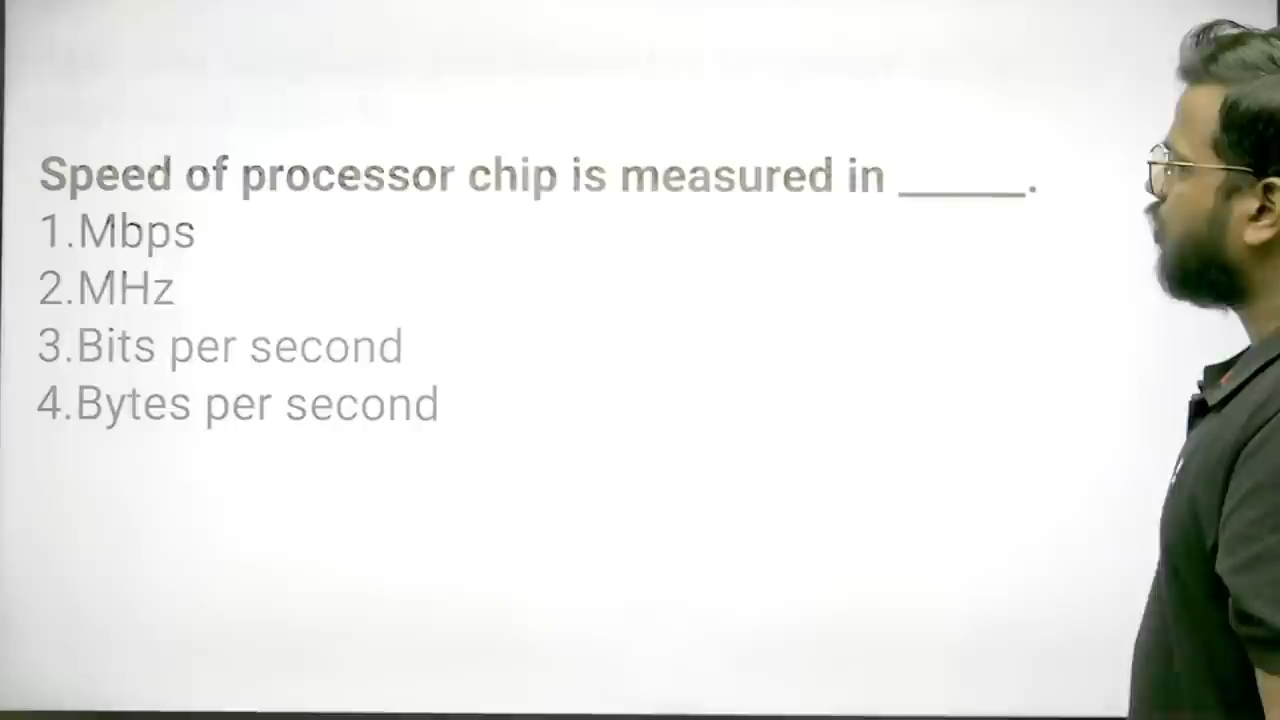 Speed of processor chip is measured in ______.
1.Mbps
2.MHz
3.Bits per second
4.Bytes per second